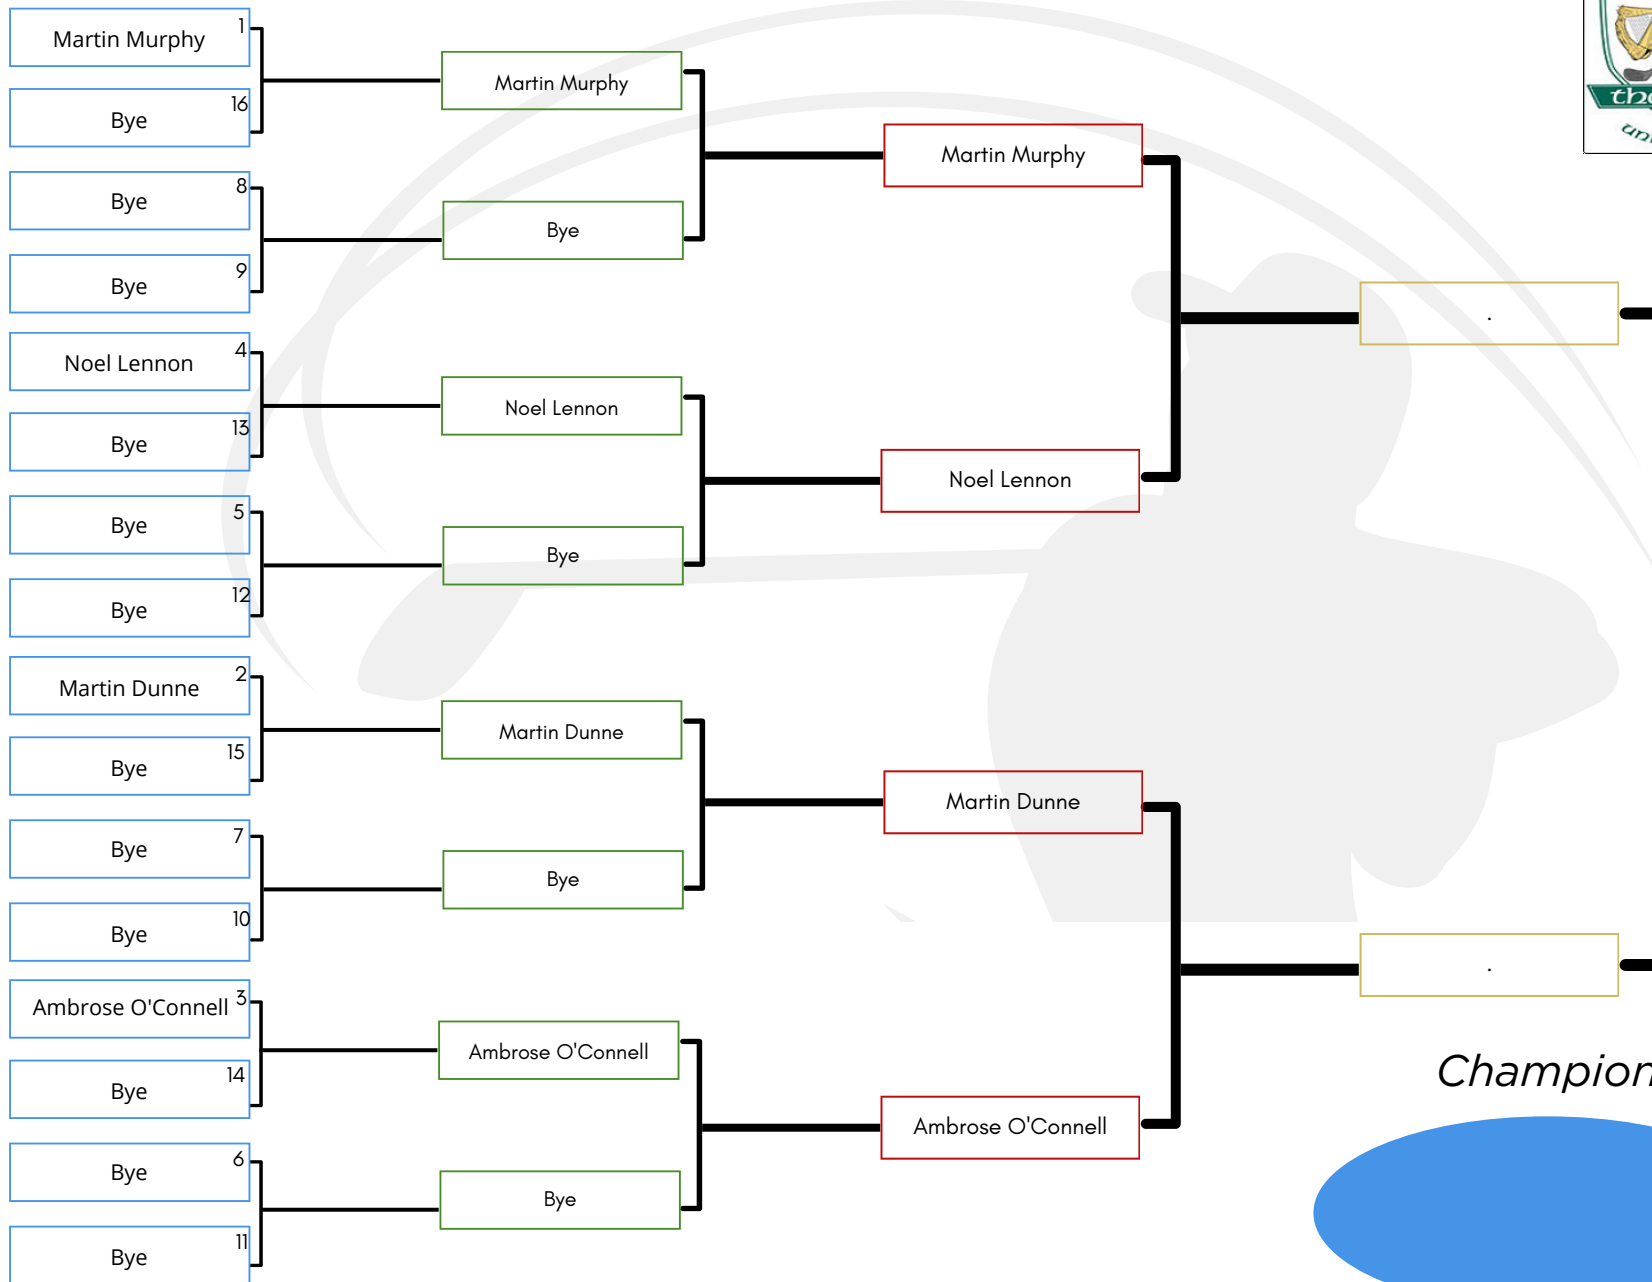 1
Martin Murphy
16
Bye
8
Bye
9
Bye
4
Noel Lennon
13
Bye
5
Bye
12
Bye
2
Martin Dunne
15
Bye
7
Bye
10
Bye
3
Ambrose O'Connell
14
Bye
6
Bye
11
Bye
Martin Murphy
Bye
Noel Lennon
Bye
Martin Dunne
Bye
Ambrose O'Connell
Bye
Martin Murphy
Noel Lennon
Martin Dunne
Ambrose O'Connell
.
.
Champion